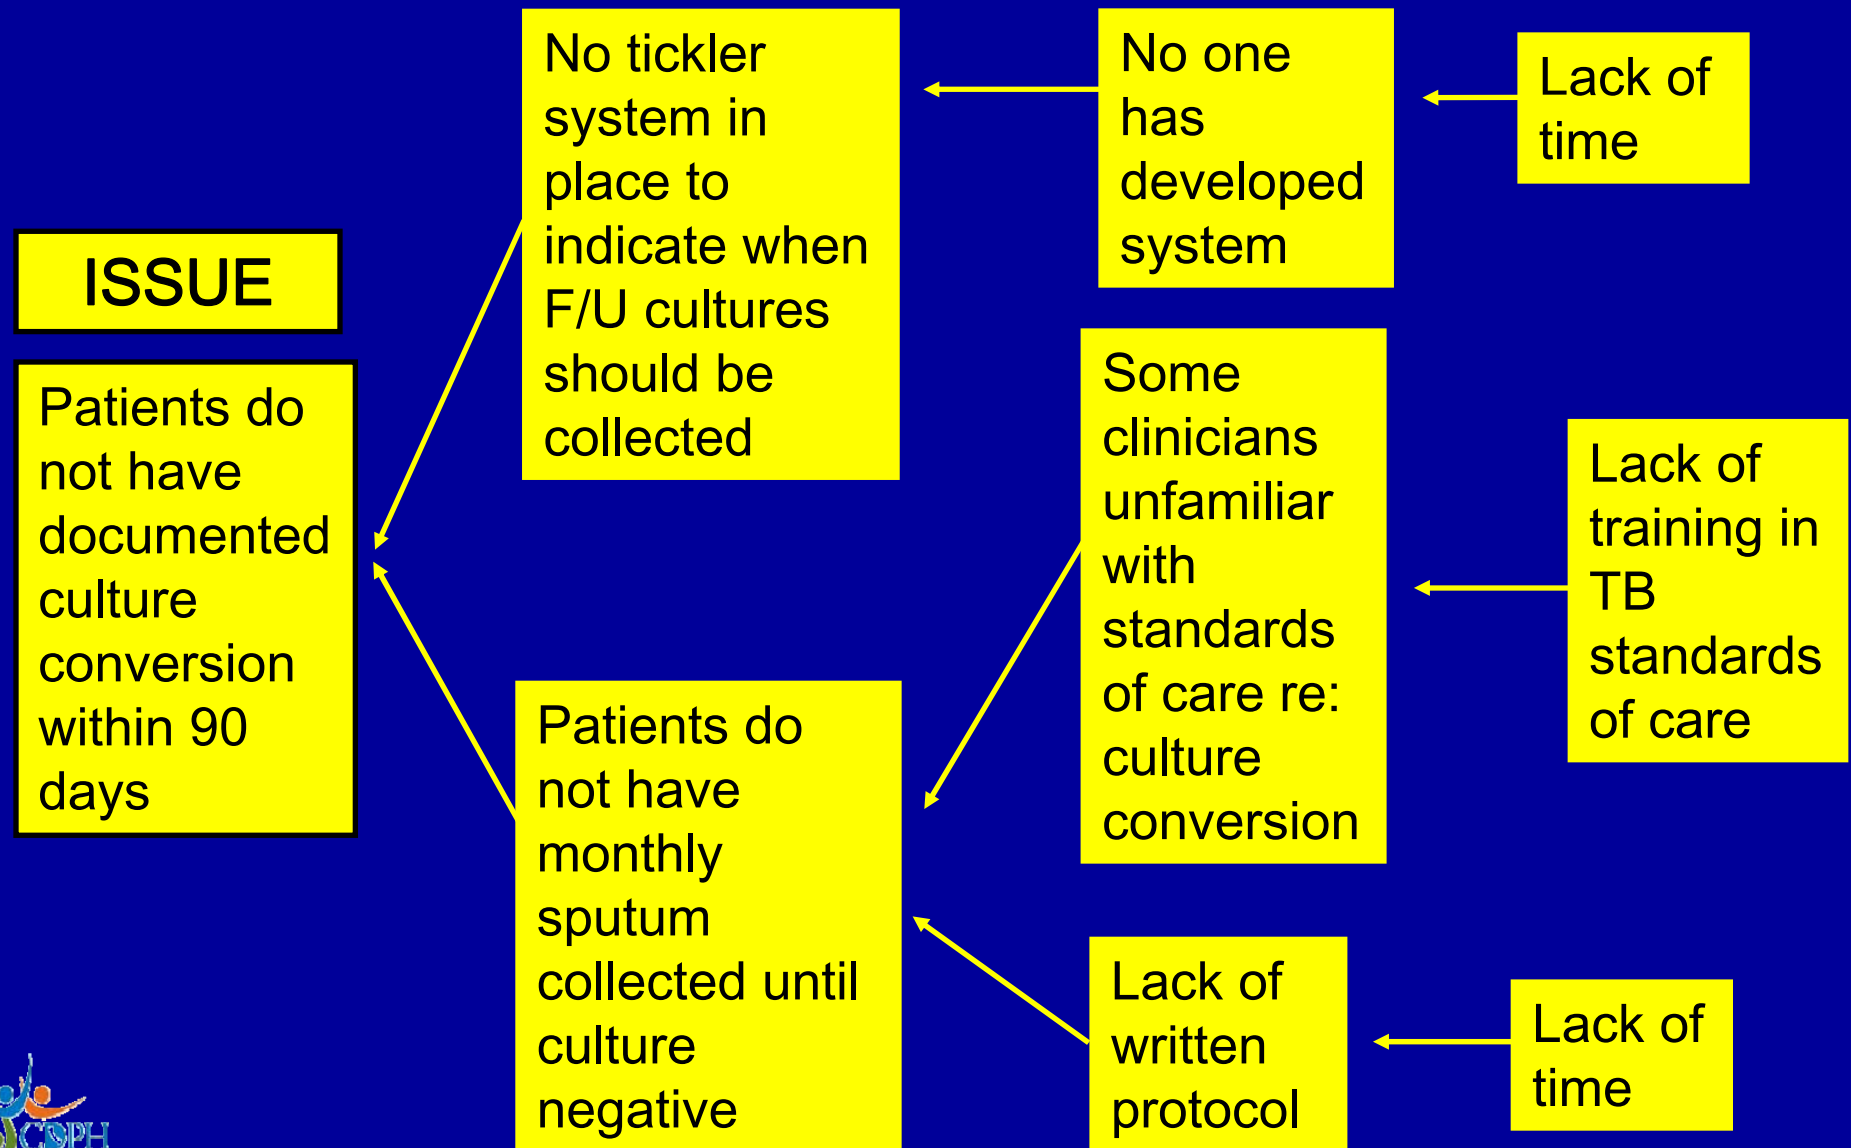 ISSUE
Patients do
not have
documented
culture
conversion
within 90
days
No tickler
system in
place to
indicate when
F/U cultures
should be
collected
No one
has
developed
system
Lack of
time
Patients do
not have
monthly
sputum
collected until
culture
negative
Some
clinicians
unfamiliar
with
standards
of care re:
culture
conversion
Lack of
training in
TB
standards
of care
Lack of
written
protocol
Lack of
time
CDPH